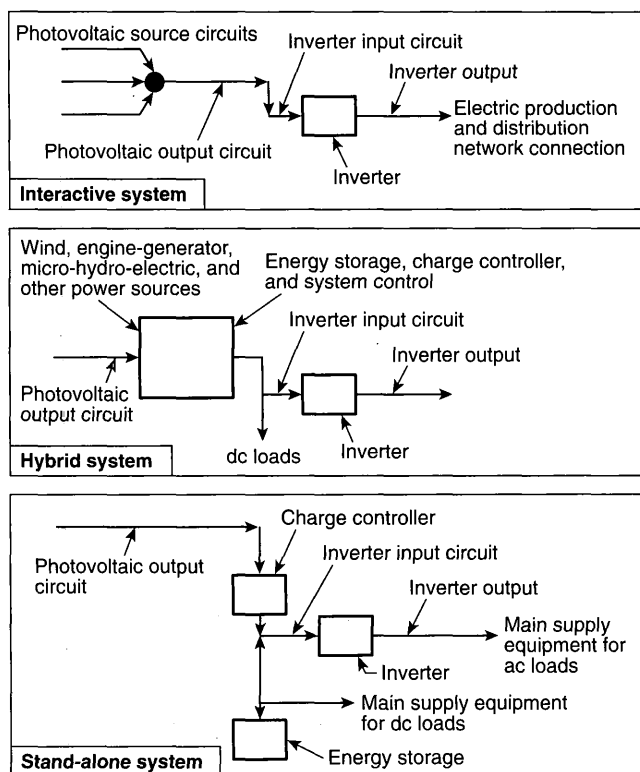 Photovoltaic source circuits
Inverter input circuit
Inverter output
Electric production
and distribution
network connection
Photovoltaic output circuit
Inverter
Interactive system
Wind, engine-generator,
micro-hydro-electric, and
other power sources
Energy storage, charge controller,
and system control
Inverter input circuit
Inverter output
Photovoltaic
output circuit
Inverter
dc loads
Hybrid system
Charge controller
Photovoltaic output
circuit
Inverter input circuit
Inverter output
Main supply
equipment for
ac loads
Inverter
Main supply equipment
for dc loads
Energy storage
Stand-alone system